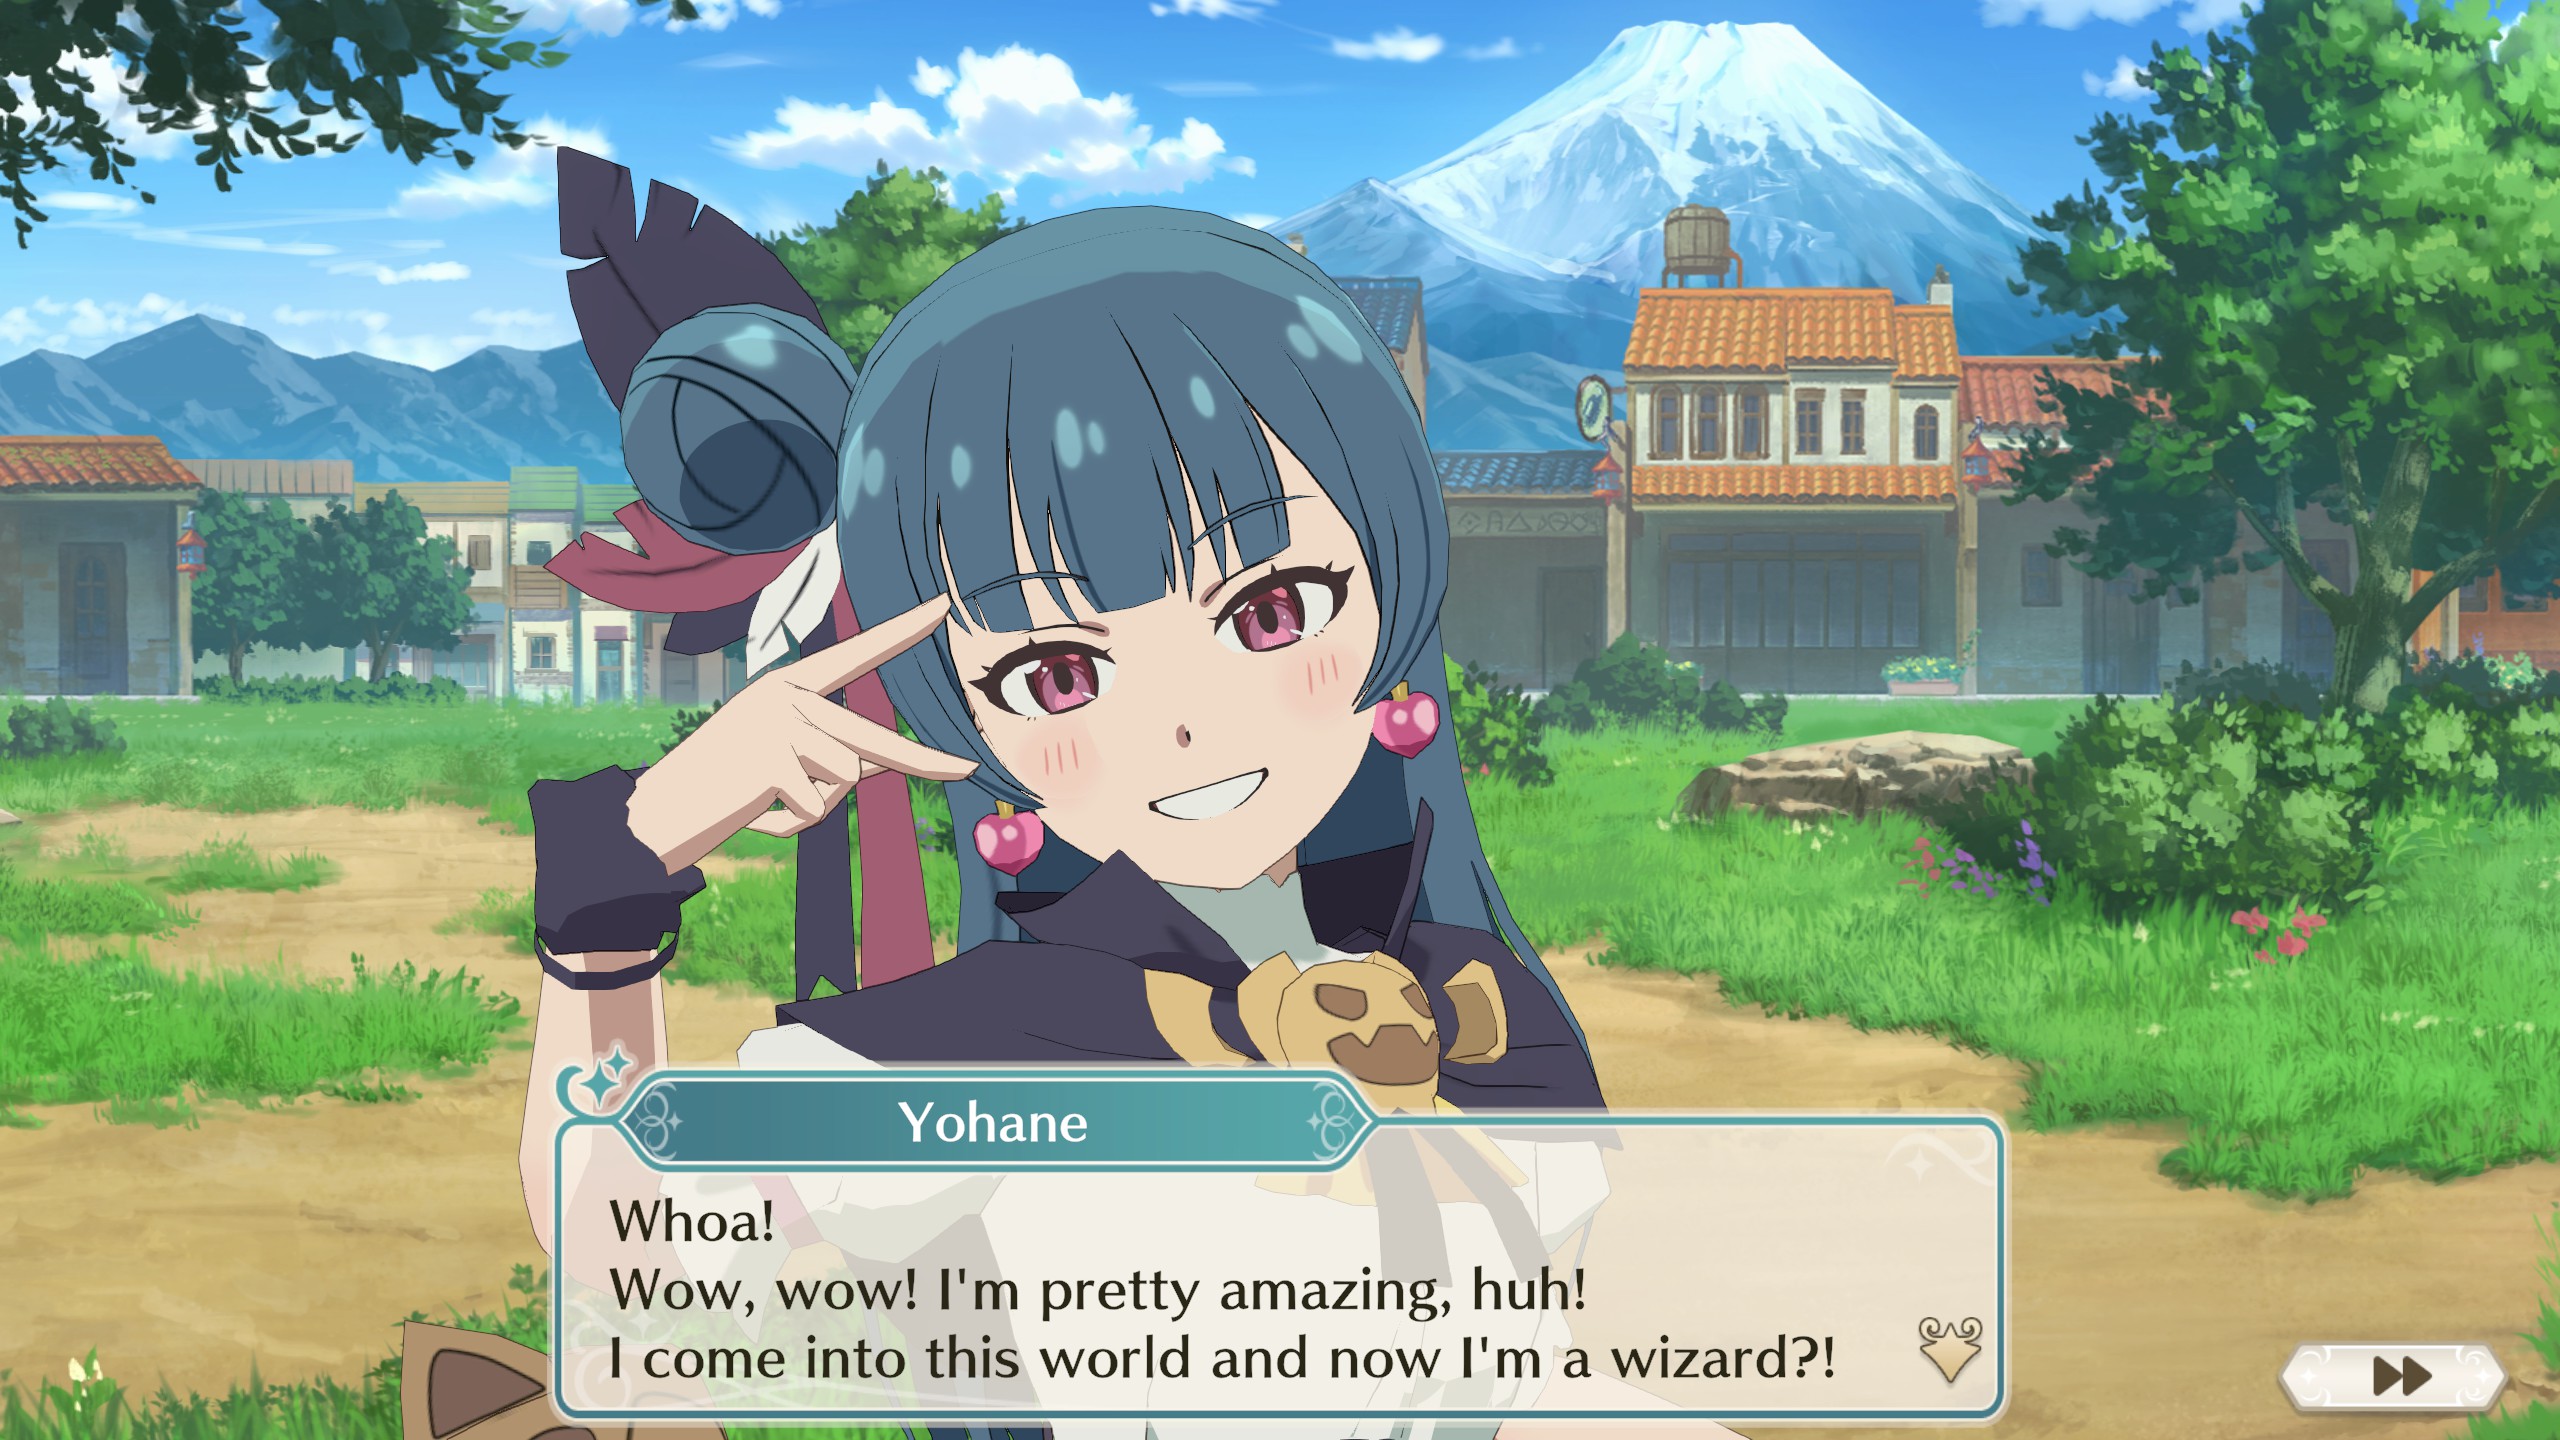 Yohane
Whoa!
Wow, wow! I'm pretty amazing, huh!
I come into this world and now I'm a wizard?!